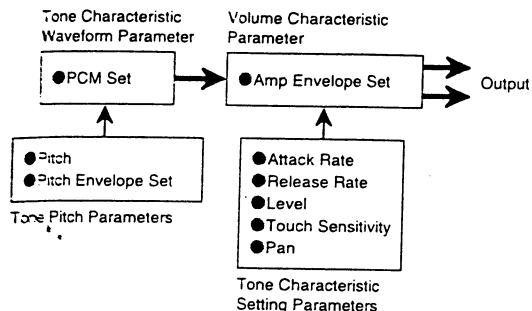 Tone Characteristic
Waveform Parameter
Volume Characteristic
Parameter
●PCM Set
●Amp Envelope Set
Output
●Pitch
●Pitch Envelope Set
Tone Pitch Parameters
●Attack Rate
●Release Rate
●Level
●Touch Sensitivity
●Pan
Tone Characteristic
Setting Parameters